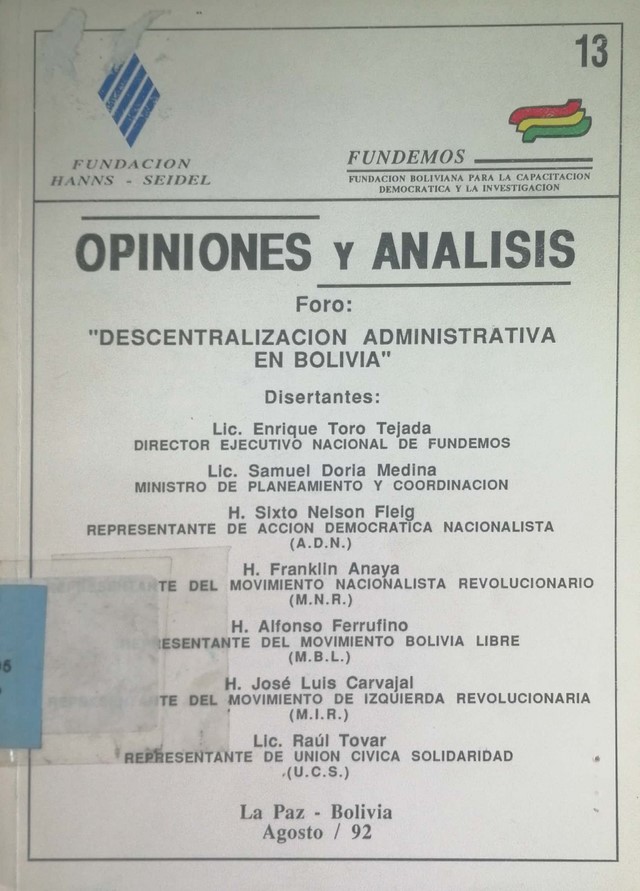 13
FUNDACION
HANNS - SEIDEL
FUNDEMOS
FUNDACION BOLIVIANA PARA LA CAPACITACION
DEMOCRATICA Y LA INVESTIGACION
OPINIONES Y ANALISIS
Foro:
"DESCENTRALIZACION ADMINISTRATIVA
EN BOLIVIA"
Disertantes:
Lic. Enrique Toro Tejada
DIRECTOR EJECUTIVO NACIONAL DE FUNDEMOS
Lic. Samuel Doria Medina
MINISTRO DE PLANEAMIENTO Y COORDINACION
H. Sixto Nelson Fleig
REPRESENTANTE DE ACCION DEMOCRATICA NACIONALISTA
(A.D.N.)
H. Franklin Anaya
REPRESENTANTE DEL MOVIMIENTO NACIONALISTA REVOLUCIONARIO
(M.N.R.)
H. Alfonso Ferrufino
REPRESENTANTE DEL MOVIMIENTO BOLIVIA LIBRE
(M.B.L.)
H. José Luis Carvajal
REPRESENTANTE DEL MOVIMIENTO DE IZQUIERDA REVOLUCIONARIA
(M.I.R.)
Lic. Raúl Tovar
REPRESENTANTE DE UNION CIVICA SOLIDARIDAD
(U.C.S.)
La Paz - Bolivia
Agosto / 92